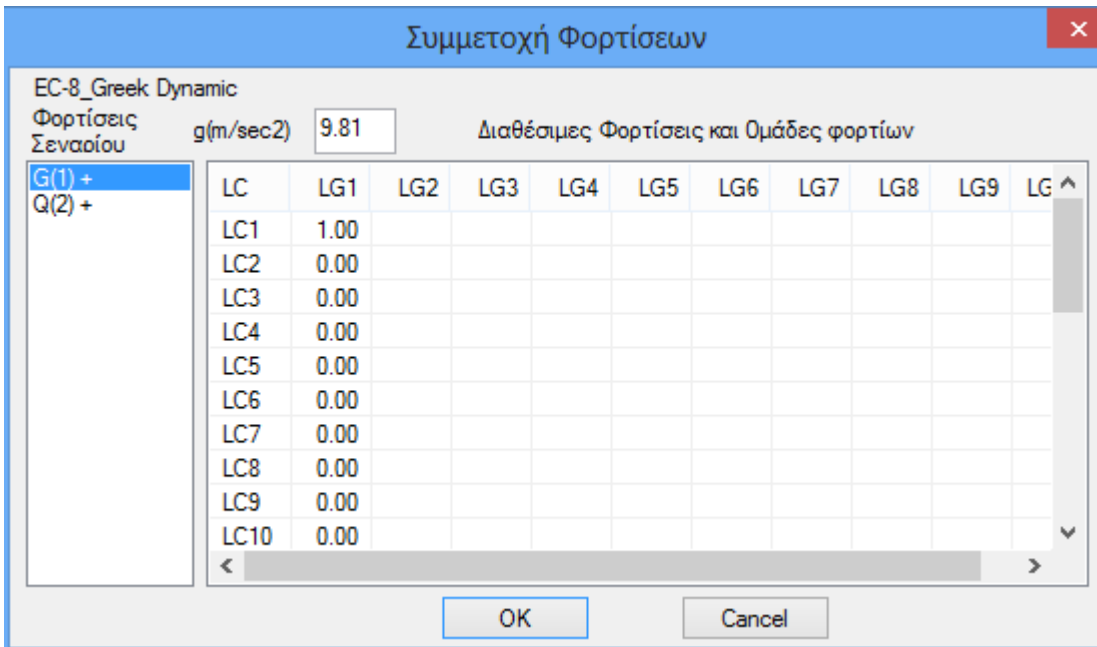 Συμμετοχή Φορτίσεων
EC-8_Greek Dynamic
Φορτίσεις
Σεναρίου
g(m/sec2) 9.81 Διαθέσιμες Φορτίσεις και Ομάδες φορτίων
G(1) +
Q(2) +
LC LG1 LG2 LG3 LG4 LG5 LG6 LG7 LG8 LG9 LG
LC1 1.00
LC2 0.00
LC3 0.00
LC4 0.00
LC5 0.00
LC6 0.00
LC7 0.00
LC8 0.00
LC9 0.00
LC10 0.00
OK Cancel